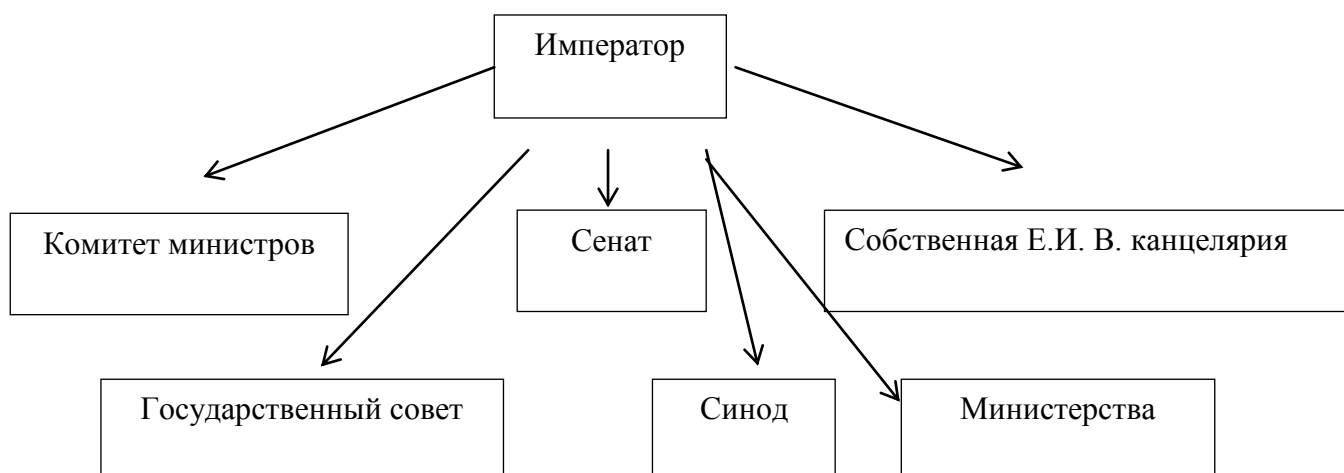 Император
Комитет министров
Сенат
Собственная Е.И. В. канцелярия
Государственный совет
Синод
Министерства